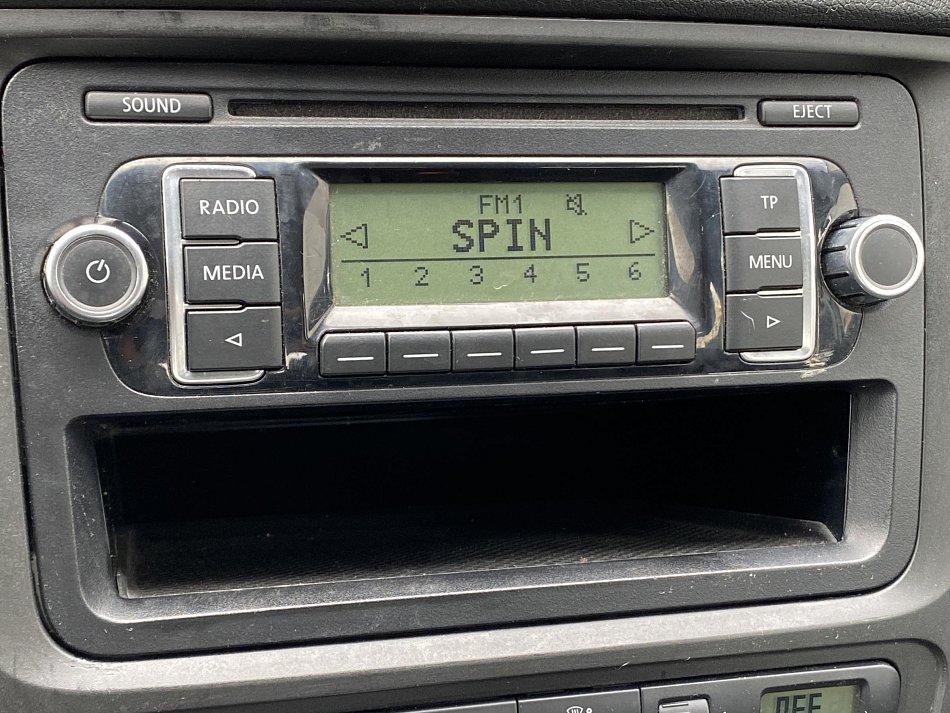 SOUND
EJECT
RADIO
MEDIA
FM1
SPIN
1 2 3 4 5 6
TP
MENU
OFF